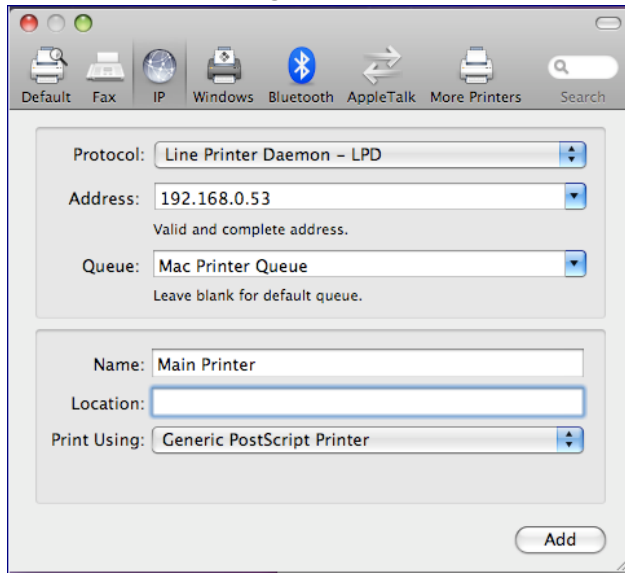 Default Fax IP Windows Bluetooth AppleTalk More Printers Search
Protocol: Line Printer Daemon – LPD
Address: 192.168.0.53
Valid and complete address.
Queue: Mac Printer Queue
Leave blank for default queue.
Name: Main Printer
Location:
Print Using: Generic PostScript Printer
Add